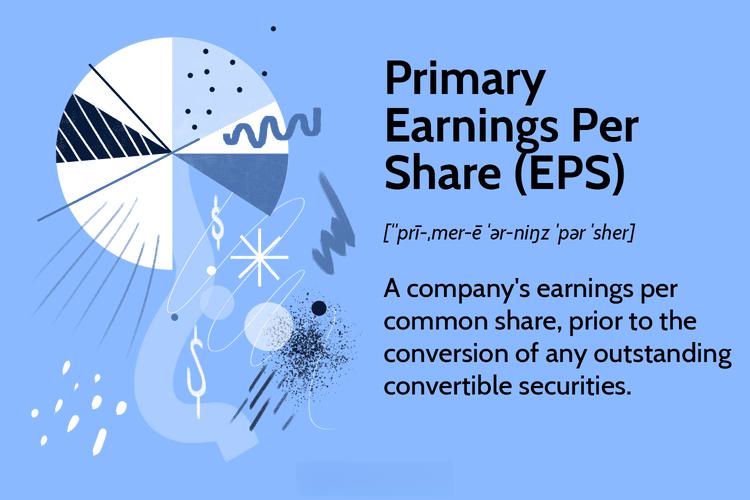 Primary
Earnings Per
Share (EPS)
["prī-ˌmer-ē ˈər-niŋz ˈpər ˈsher]
A company's earnings per
common share, prior to the
conversion of any outstanding
convertible securities.